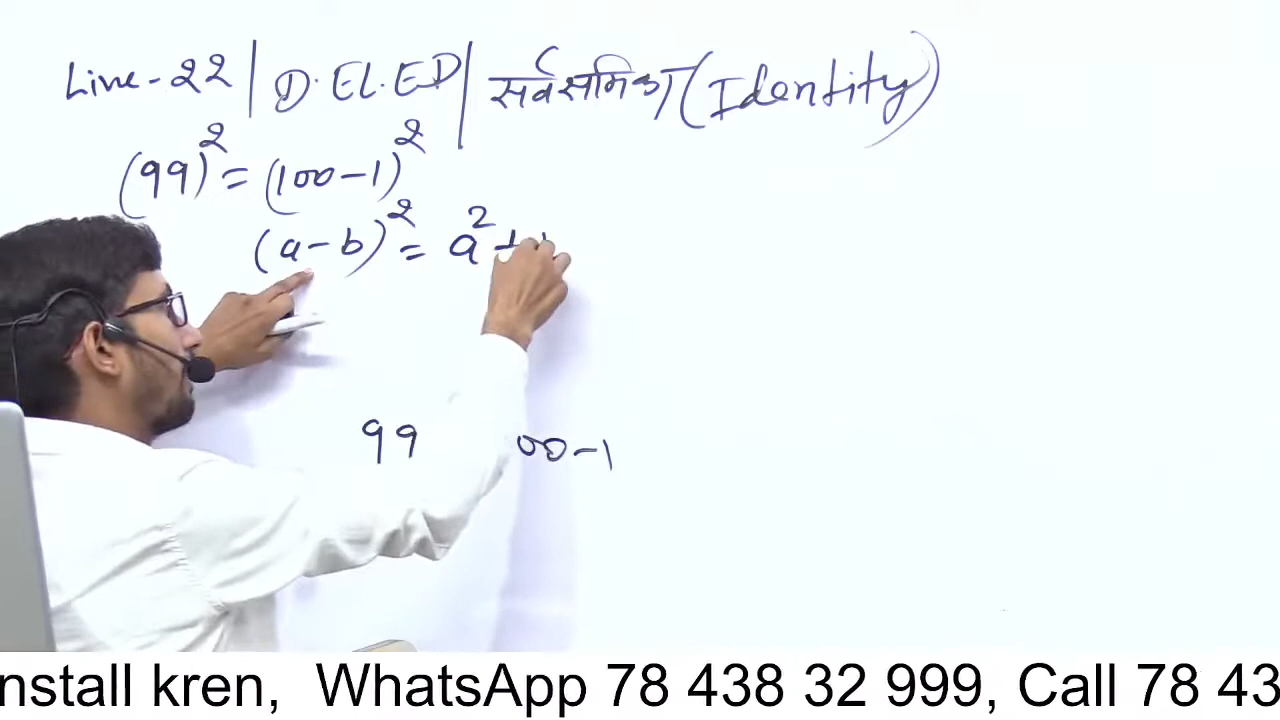 Live-22 | D.EL.ED | सर्वसमिका (Identity)
(99)² = (100-1)²
(a-b)² = a² +
99 00-1
nstall kren, WhatsApp 78 438 32 999, Call 78 43